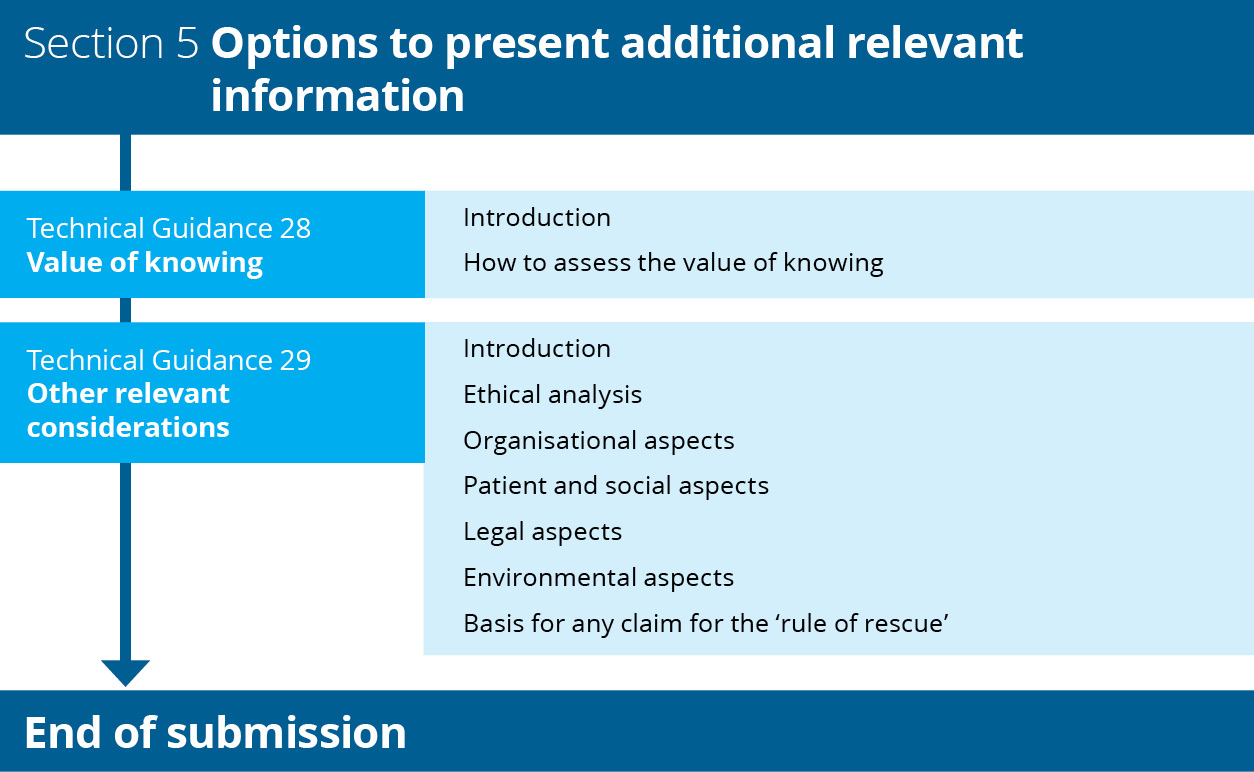 Section 5 Options to present additional relevant
information
Technical Guidance 28
Value of knowing
Introduction
How to assess the value of knowing
Technical Guidance 29
Other relevant
considerations
Introduction
Ethical analysis
Organisational aspects
Patient and social aspects
Legal aspects
Environmental aspects
Basis for any claim for the ‘rule of rescue’
End of submission